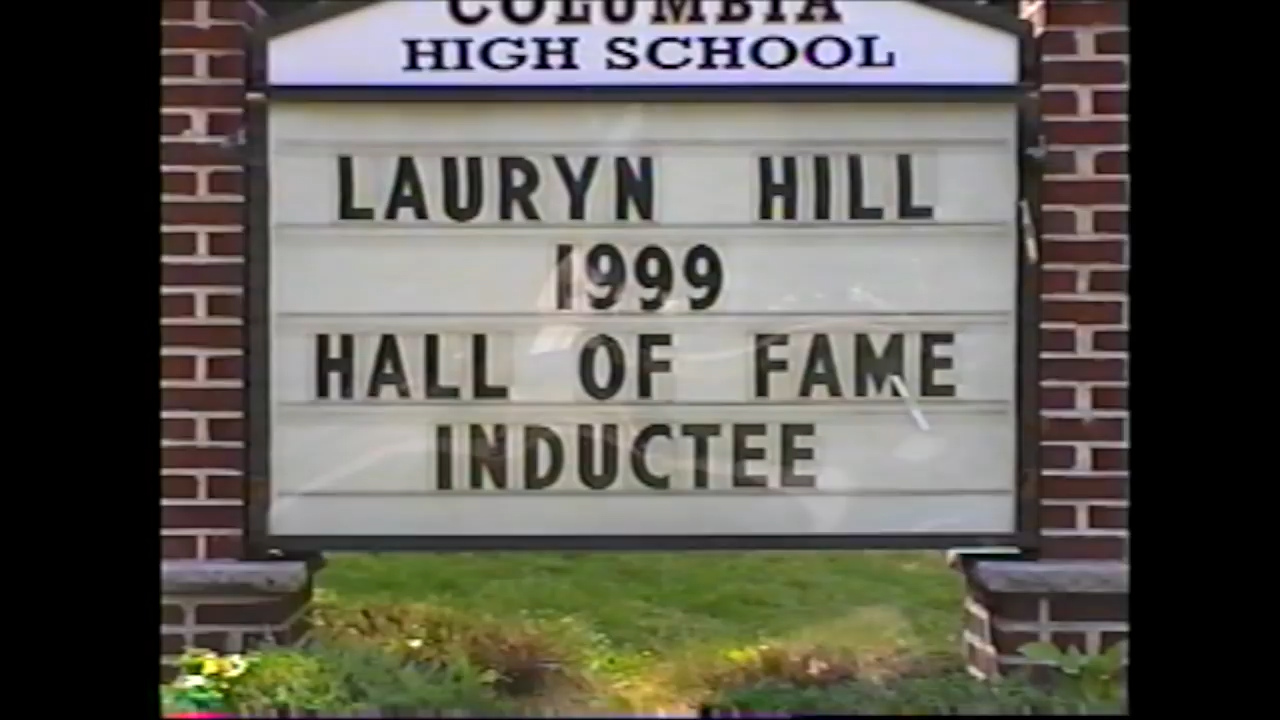 COLUMBIA
HIGH SCHOOL
LAURYN HILL
1999
HALL OF FAME
INDUCTEE